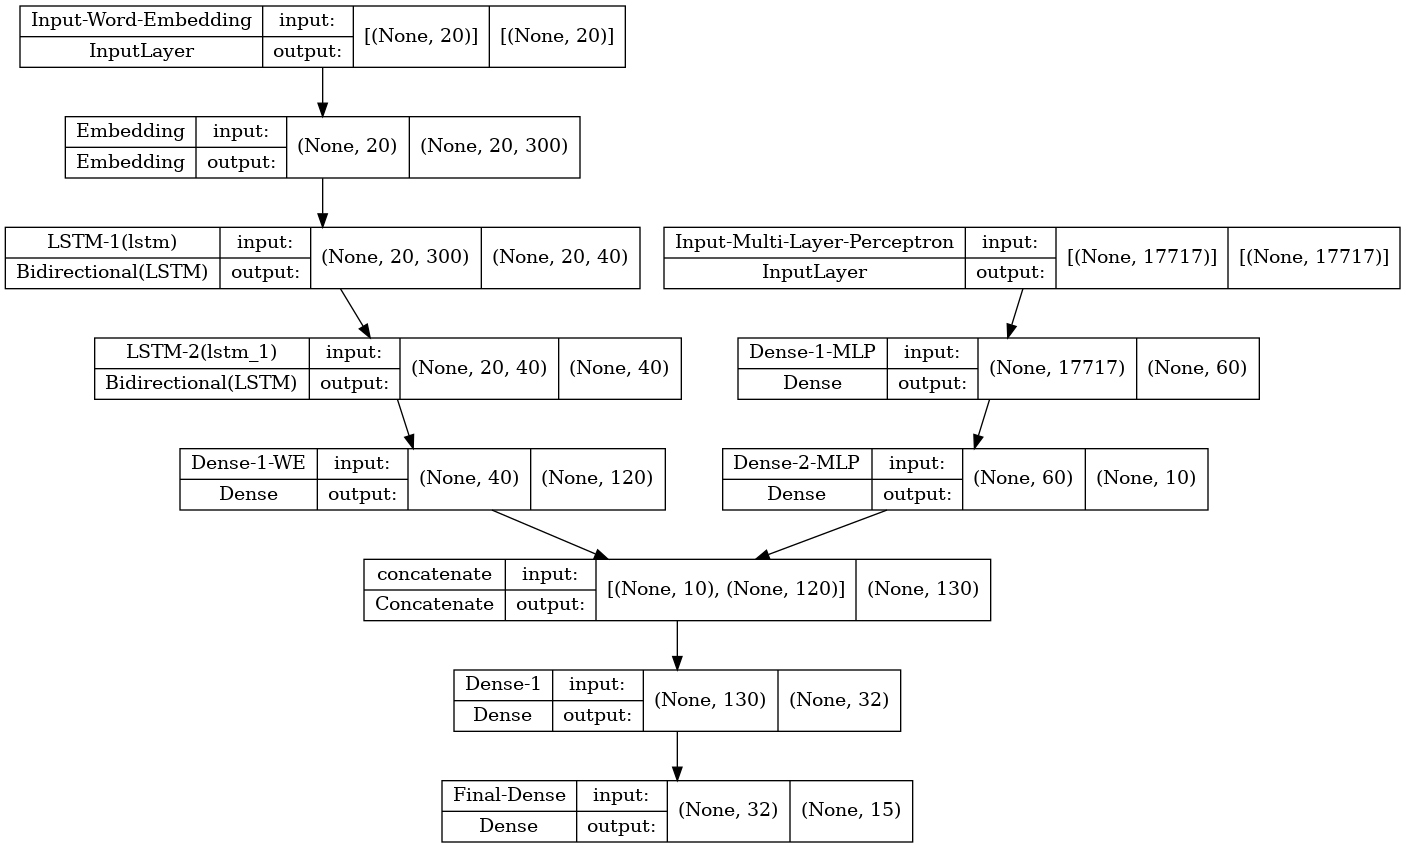 Input-Word-Embedding input: [(None, 20)] [(None, 20)]
InputLayer output:
Embedding input: (None, 20) (None, 20, 300)
Embedding output:
LSTM-1(lstm) input: (None, 20, 300) (None, 20, 40)
Bidirectional(LSTM) output:
Input-Multi-Layer-Perceptron input: [(None, 17717)] [(None, 17717)]
InputLayer output:
LSTM-2(lstm_1) input: (None, 20, 40) (None, 40)
Bidirectional(LSTM) output:
Dense-1-MLP input: (None, 17717) (None, 60)
Dense output:
Dense-1-WE input: (None, 40) (None, 120)
Dense output:
Dense-2-MLP input: (None, 60) (None, 10)
Dense output:
concatenate input: [(None, 10), (None, 120)] (None, 130)
Concatenate output:
Dense-1 input: (None, 130) (None, 32)
Dense output:
Final-Dense input: (None, 32) (None, 15)
Dense output: